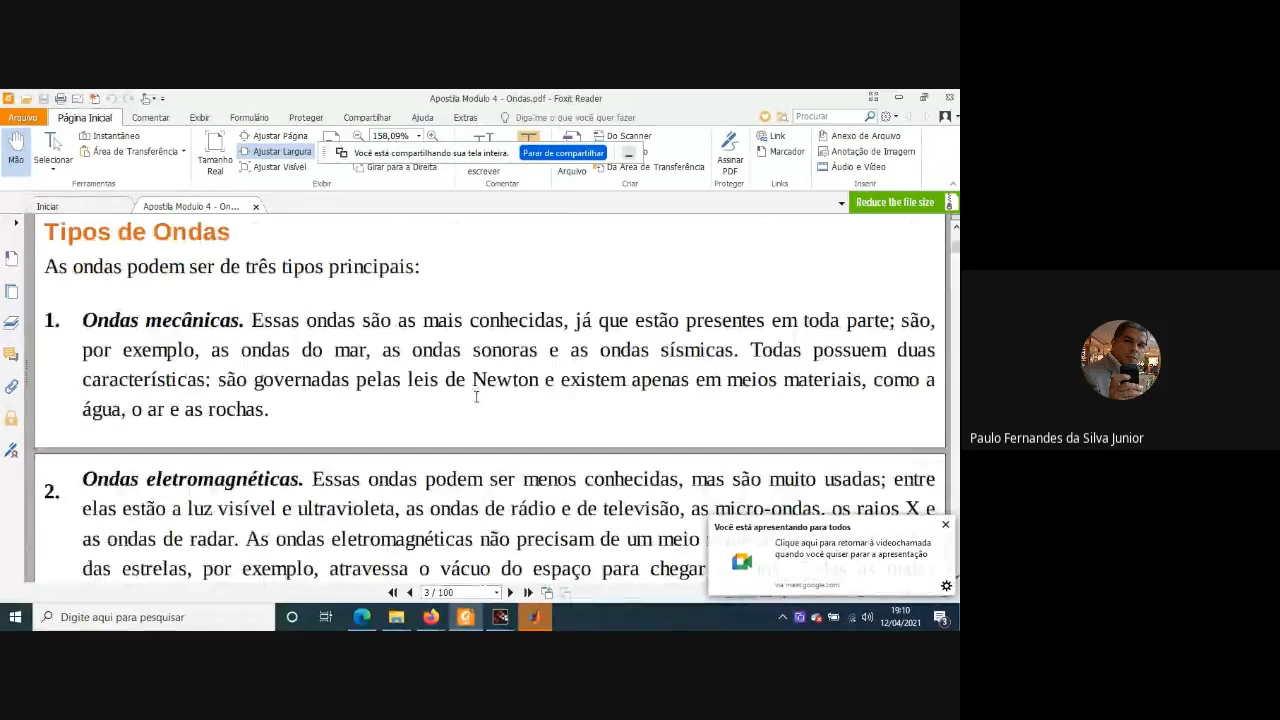 Apostila Modulo 4 - Ondas.pdf - Foxit Reader
Arquivo Página Inicial Comentar Exibir Formulário Proteger Compartilhar Ajuda Extras Diga-me o que você quer fazer Procurar
Mão
Selecionar
Instantâneo
Área de Transferência
Ferramentas
Tamanho
Real
Ajustar Página
Ajustar Largura
Ajustar Visível
158,09%
Girar para a Direita
Exibir
Você está compartilhando sua tela inteira. Parar de compartilhar
escrever
Comentar
Arquivo
Do Scanner
Da Área de Transferência
Criar
Assinar
PDF
Proteger
Link
Marcador
Links
Anexo de Arquivo
Anotação de Imagem
Áudio e Vídeo
Inserir
Iniciar Apostila Modulo 4 - On... Reduce the file size
Tipos de Ondas
As ondas podem ser de três tipos principais:
1. Ondas mecânicas. Essas ondas são as mais conhecidas, já que estão presentes em toda parte; são,
por exemplo, as ondas do mar, as ondas sonoras e as ondas sísmicas. Todas possuem duas
características: são governadas pelas leis de Newton e existem apenas em meios materiais, como a
água, o ar e as rochas.
2. Ondas eletromagnéticas. Essas ondas podem ser menos conhecidas, mas são muito usadas; entre
elas estão a luz visível e ultravioleta, as ondas de rádio e de televisão, as micro-ondas, os raios X e
as ondas de radar. As ondas eletromagnéticas não precisam de um meio
das estrelas, por exemplo, atravessa o vácuo do espaço para chegar
Você está apresentando para todos
Clique aqui para retornar à videochamada
quando você quiser parar a apresentação
via meet.google.com
3 / 100
Digite aqui para pesquisar
19:10
12/04/2021
3
Paulo Fernandes da Silva Junior